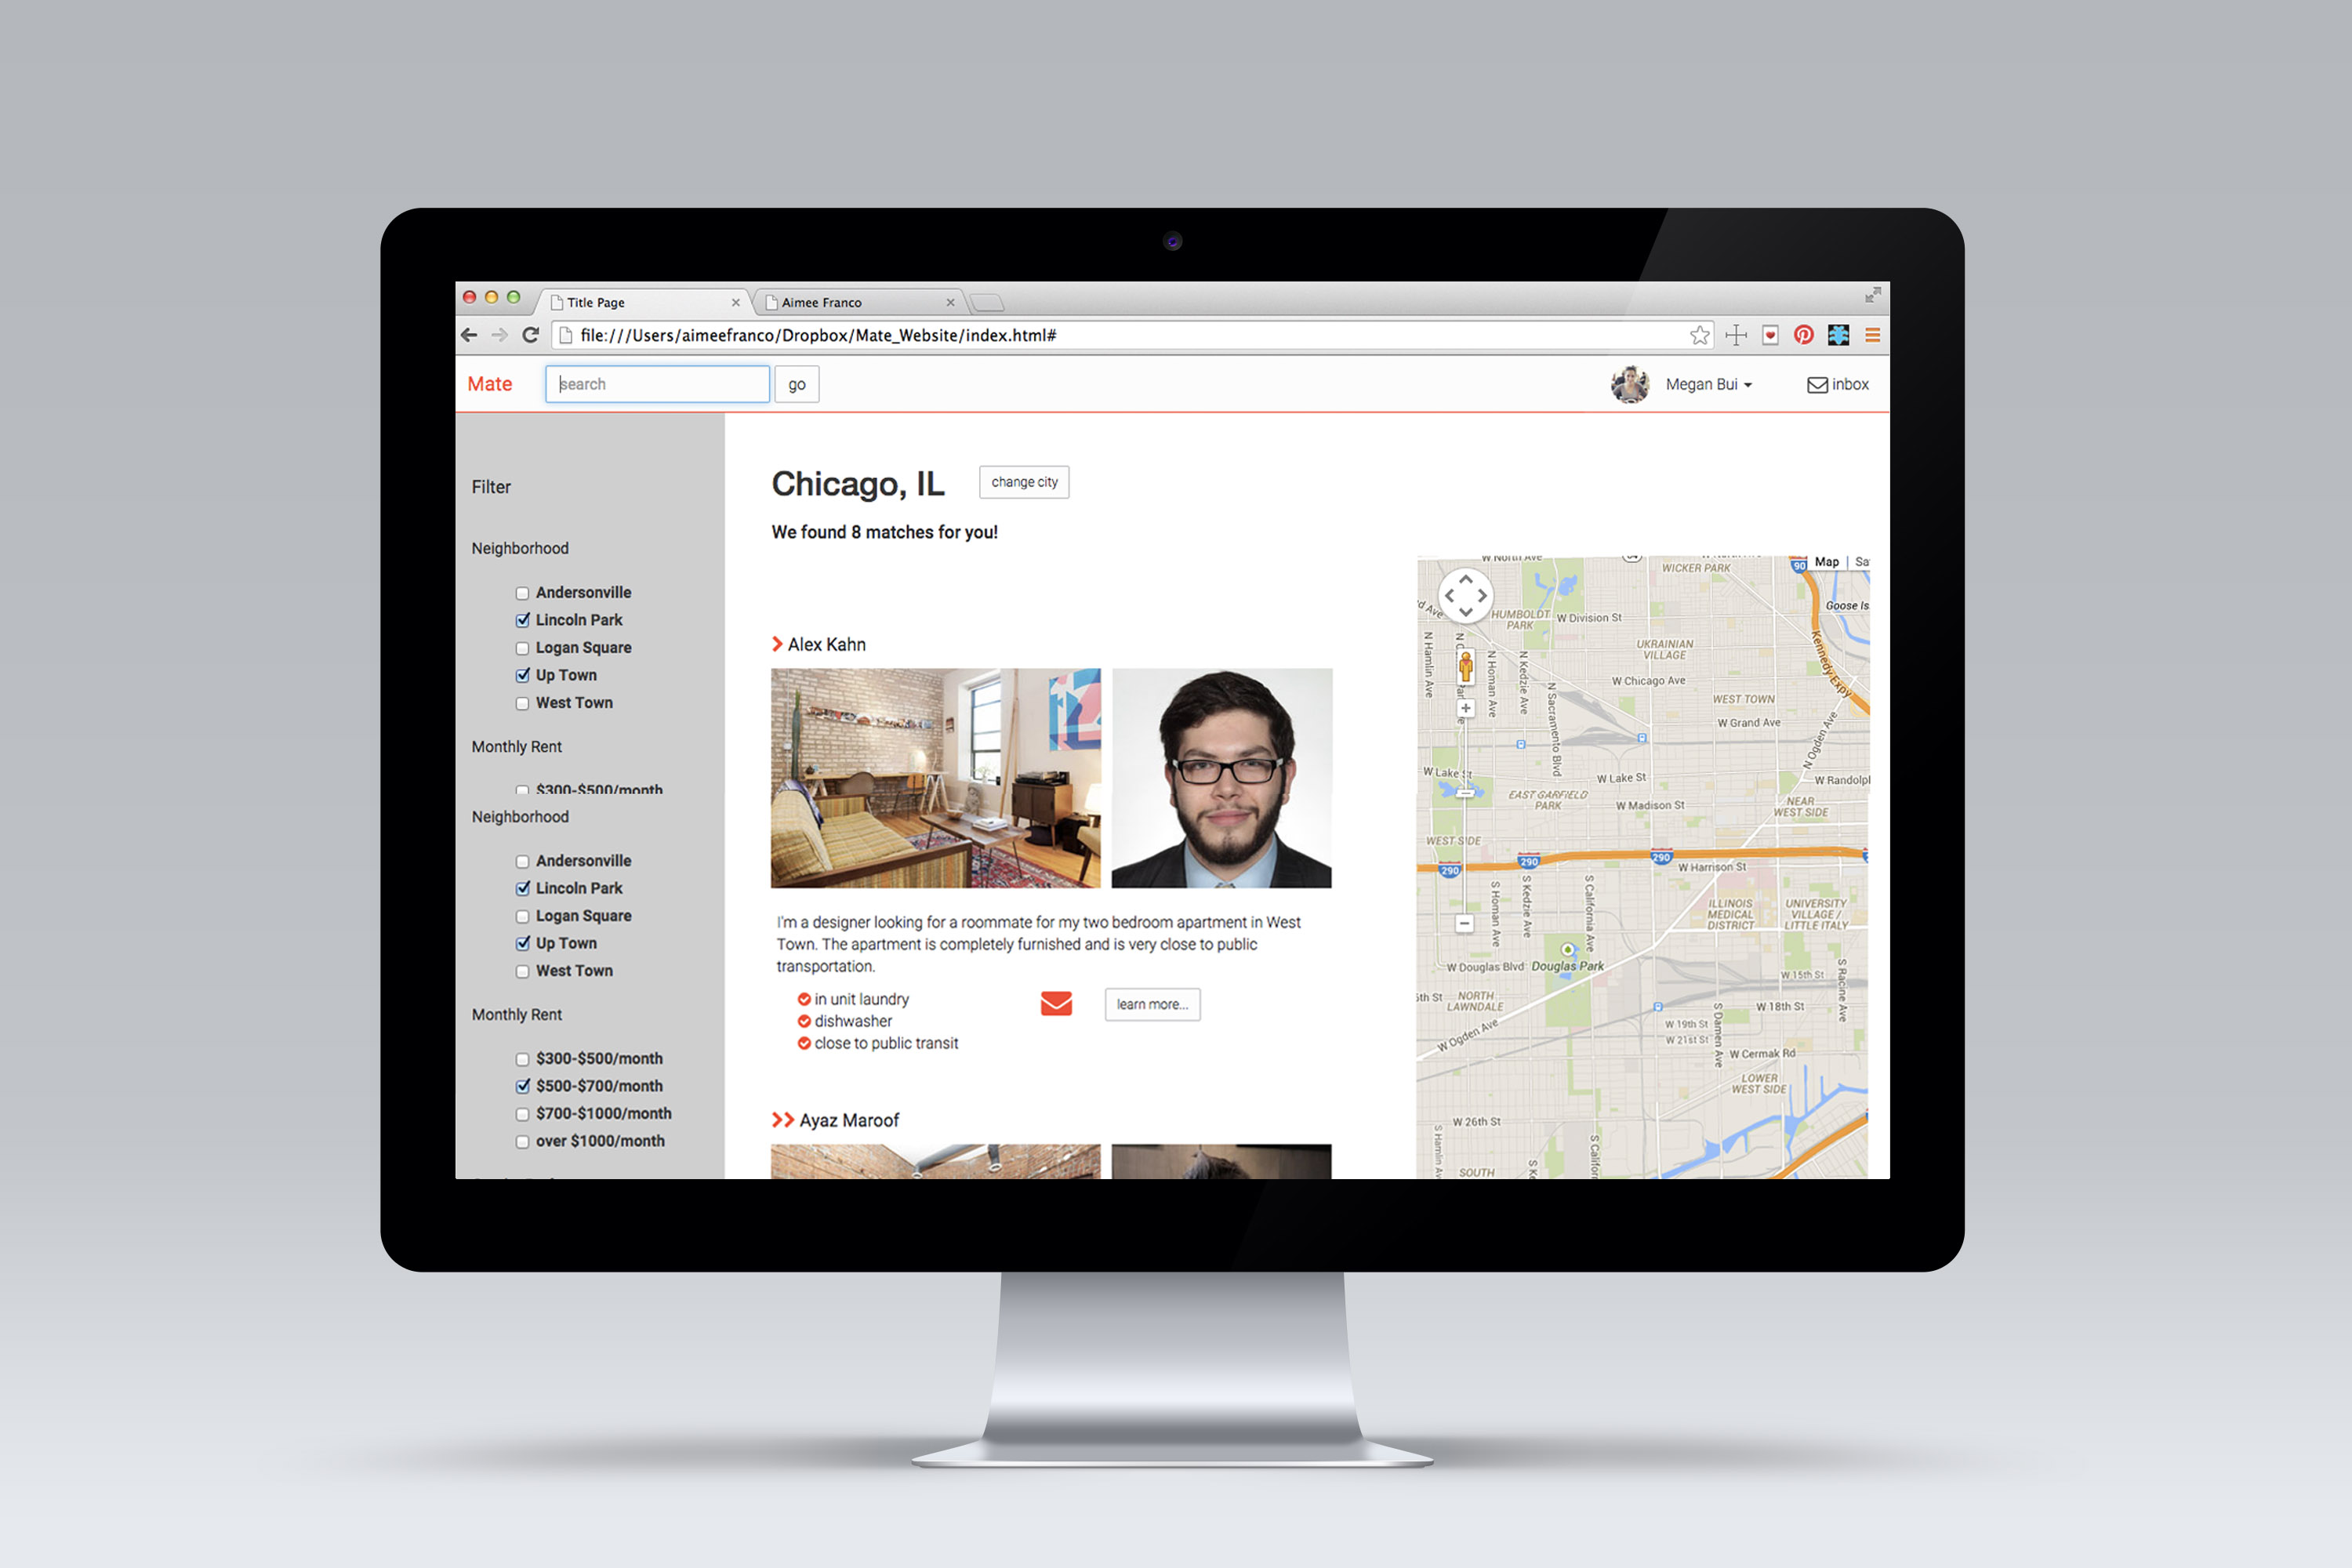 Title Page
Aimee Franco
file:///Users/aimeefranco/Dropbox/Mate_Website/index.html#
Mate
search
go
Megan Bui
inbox
Filter
Neighborhood
Andersonville
Lincoln Park
Logan Square
Up Town
West Town
Monthly Rent
$300-$500/month
Neighborhood
Andersonville
Lincoln Park
Logan Square
Up Town
West Town
Monthly Rent
$300-$500/month
$500-$700/month
$700-$1000/month
over $1000/month
Chicago, IL
change city
We found 8 matches for you!
Alex Kahn
I'm a designer looking for a roommate for my two bedroom apartment in West
Town. The apartment is completely furnished and is very close to public
transportation.
in unit laundry
dishwasher
close to public transit
learn more...
Ayaz Maroof
W North Ave
WICKER PARK
90
Map
Sa
Goose Is
HUMBOLDT
PARK
W Division St
UKRAINIAN
VILLAGE
Kennedy Expy
N Hamlin Ave
N Homan Ave
N Kedzie Ave
N Sacramento Blvd
W Chicago Ave
WEST TOWN
W Grand Ave
N Ogden Ave
W Lake St
W Lake St
W Randolph
EAST GARFIELD
PARK
W Madison St
NEAR
WEST SIDE
WEST SIDE
290
290
290
W Harrison St
S Homan Ave
S Kedzie Ave
S California Ave
ILLINOIS
MEDICAL
DISTRICT
UNIVERSITY
VILLAGE /
LITTLE ITALY
W Douglas Blvd
Douglas Park
W 15th St
S Racine Ave
5th St
NORTH
LAWNDALE
W 18th St
W Ogden Ave
W 19th St
W 21st St
S Damen Ave
W Cermak Rd
LOWER
WEST SIDE
W 26th St
S Hamlin Av
S Ke
S Califor
SOUTH